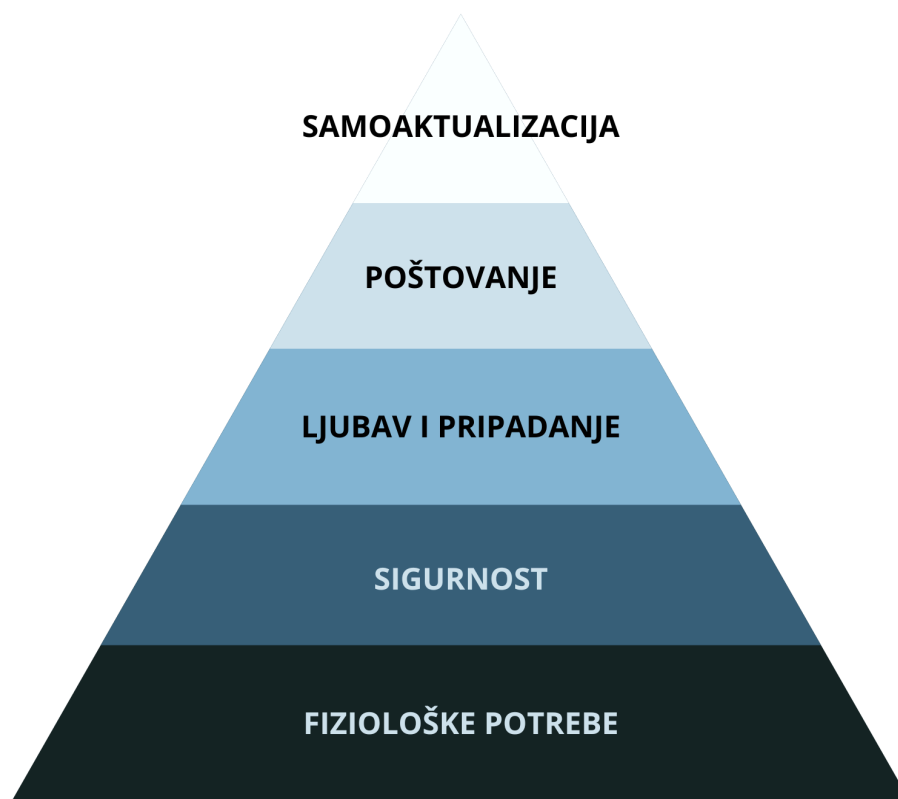 SAMOAKTUALIZACIJA
POŠTOVANJE
LJUBAV I PRIPADANJE
SIGURNOST
FIZIOLOŠKE POTREBE